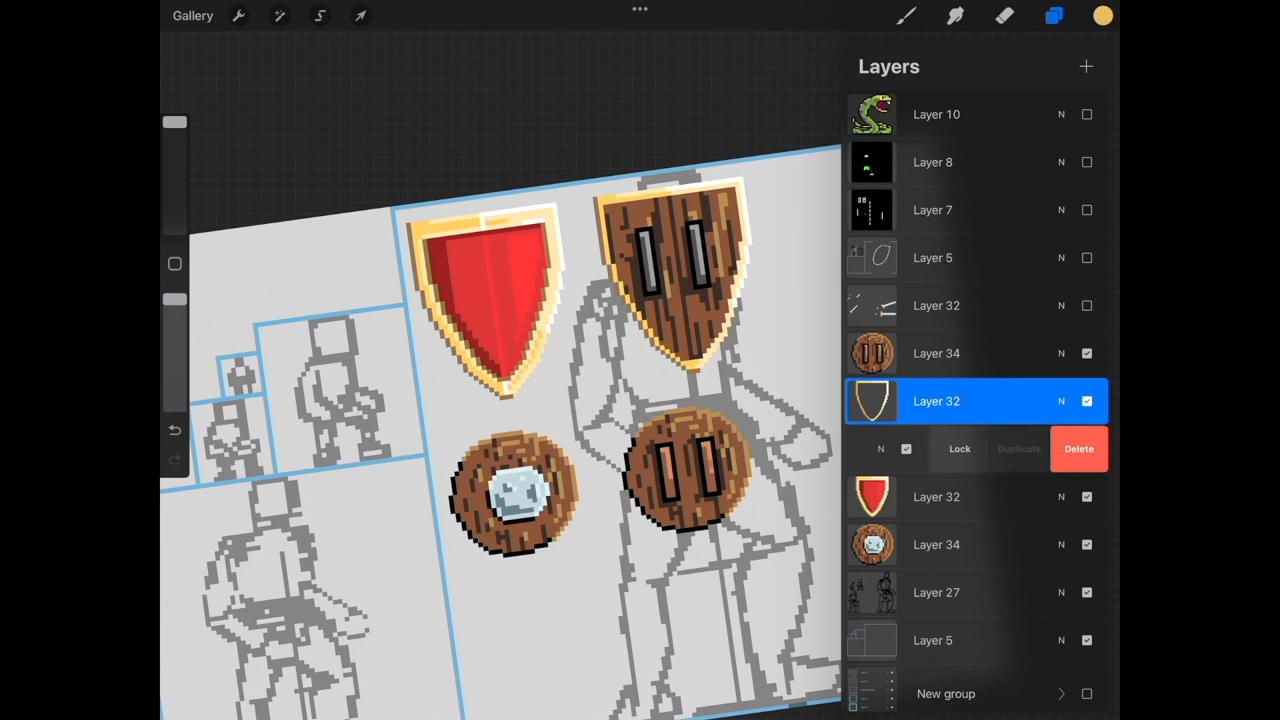 Gallery
Layers
Layer 10 N
Layer 8 N
Layer 7 N
Layer 5 N
Layer 32 N
Layer 34 N
Layer 32 N
N Lock Duplicate Delete
Layer 32 N
Layer 34 N
Layer 27 N
Layer 5 N
New group